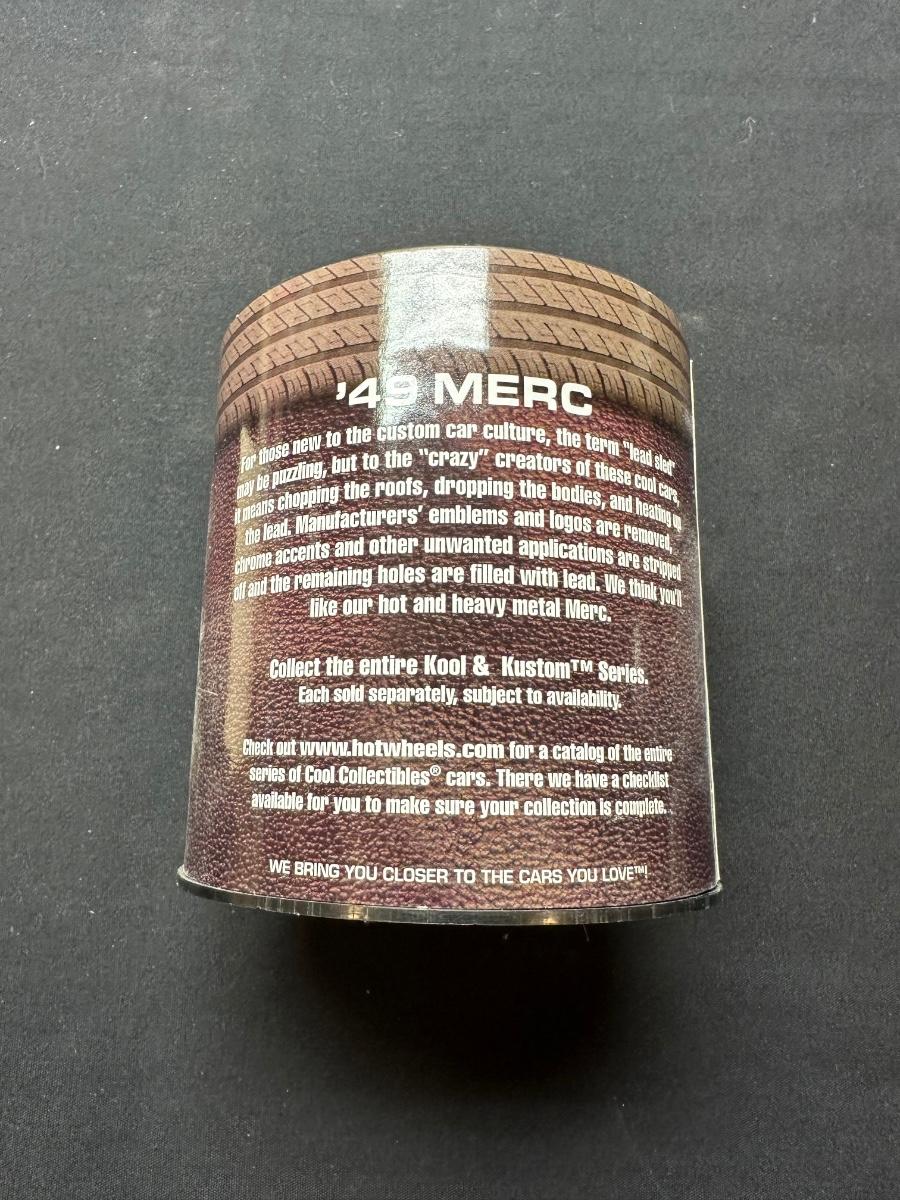 '49 MERC
For those new to the custom car culture, the term "lead sled"
may be puzzling, but to the "crazy" creators of these cool cars,
it means chopping the roofs, dropping the bodies, and heating up
the lead. Manufacturers' emblems and logos are removed,
chrome accents and other unwanted applications are stripped
off and the remaining holes are filled with lead. We think you'll
like our hot and heavy metal Merc.
Collect the entire Kool & Kustom™ Series.
Each sold separately, subject to availability.
Check out www.hotwheels.com for a catalog of the entire
series of Cool Collectibles® cars. There we have a checklist
available for you to make sure your collection is complete.
WE BRING YOU CLOSER TO THE CARS YOU LOVE™!